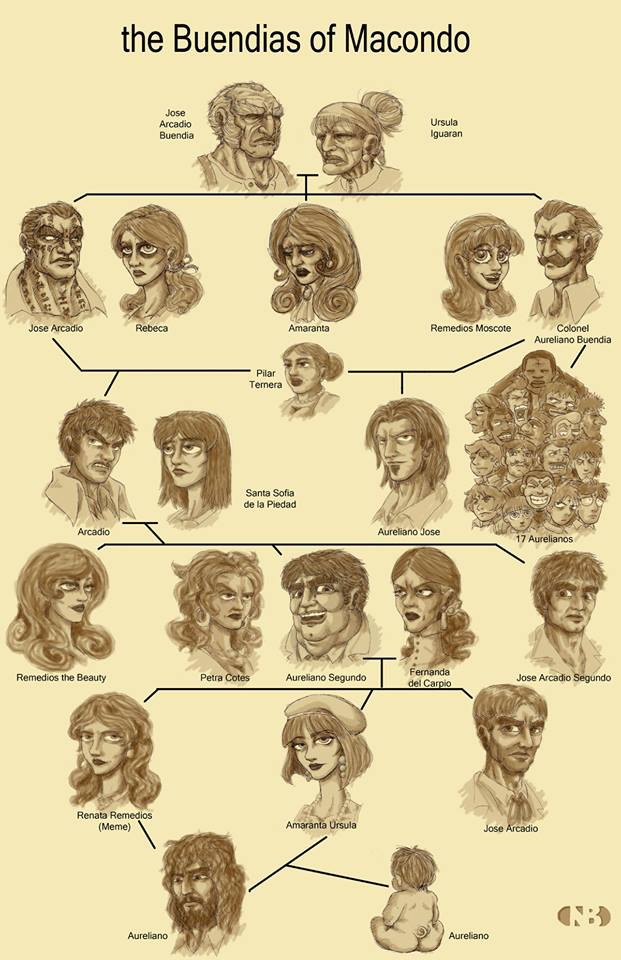 the Buendias of Macondo
Jose
Arcadio
Buendia
Ursula
Iguaran
Jose Arcadio
Rebeca
Amaranta
Remedios Moscote
Colonel
Aureliano Buendia
Pilar
Ternera
Arcadio
Santa Sofia
de la Piedad
Aureliano Jose
17 Aurelianos
Remedios the Beauty
Petra Cotes
Aureliano Segundo
Fernanda
del Carpio
Jose Arcadio Segundo
Renata Remedios
(Meme)
Amaranta Ursula
Jose Arcadio
Aureliano
Aureliano
NB